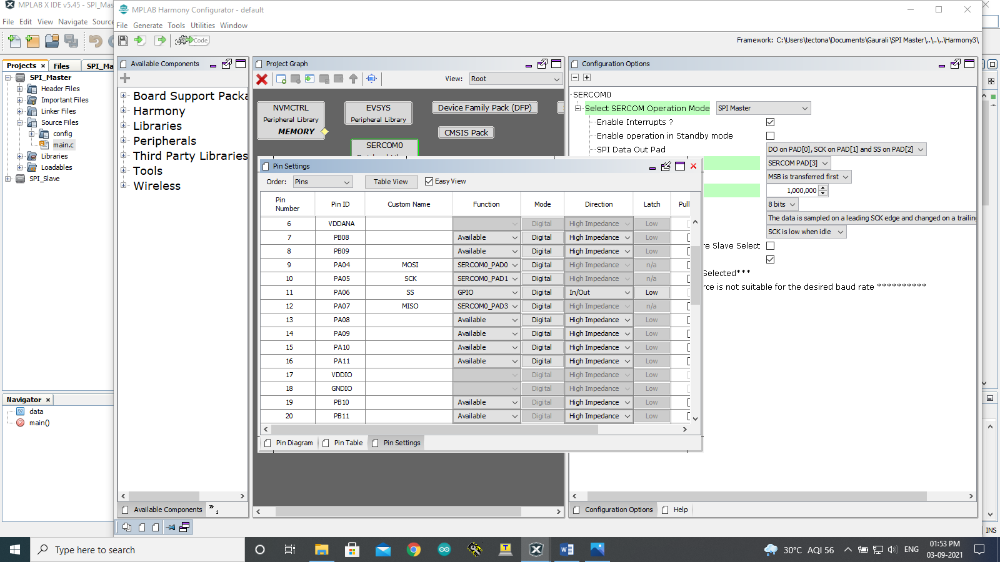 MPLAB X IDE v5.45 - SPI_Mas
MPLAB Harmony Configurator - default
File Edit View Navigate Source
File Generate Tools Utilities Window
Code
Framework: C:\Users\tectona\Documents\Gaurali\SPI Master\..\..\..\Harmony3\
Projects × Files SPI_Ma
SPI_Master
Header Files
Important Files
Linker Files
Source Files
config
main.c
Libraries
Loadables
SPI_Slave
Navigator ×
data
main()
Available Components
Board Support Packa
Harmony
Libraries
Peripherals
Third Party Libraries
Tools
Wireless
Available Components » 1
Project Graph
View: Root
NVMCTRL
Peripheral Library
MEMORY
EVSYS
Peripheral Library
Device Family Pack (DFP)
CMSIS Pack
SERCOM0
Configuration Options
SERCOM0
Select SERCOM Operation Mode SPI Master
Enable Interrupts ?
Enable operation in Standby mode
SPI Data Out Pad DO on PAD[0], SCK on PAD[1] and SS on PAD[2]
SERCOM PAD[3]
MSB is transferred first
1,000,000
8 bits
The data is sampled on a leading SCK edge and changed on a trailing
SCK is low when idle
re Slave Select
Selected***
rce is not suitable for the desired baud rate **********
Configuration Options Help
Pin Settings
Order: Pins Table View Easy View
Pin Number Pin ID Custom Name Function Mode Direction Latch Pull
6 VDDANA Digital High Impedance Low
7 PB08 Available Digital High Impedance Low
8 PB09 Available Digital High Impedance Low
9 PA04 MOSI SERCOM0_PAD0 Digital High Impedance n/a
10 PA05 SCK SERCOM0_PAD1 Digital High Impedance n/a
11 PA06 SS GPIO Digital In/Out Low
12 PA07 MISO SERCOM0_PAD3 Digital High Impedance n/a
13 PA08 Available Digital High Impedance Low
14 PA09 Available Digital High Impedance Low
15 PA10 Available Digital High Impedance Low
16 PA11 Available Digital High Impedance Low
17 VDDIO Digital High Impedance Low
18 GNDIO Digital High Impedance Low
19 PB10 Available Digital High Impedance Low
20 PB11 Available Digital High Impedance Low
Pin Diagram Pin Table Pin Settings
INS
Type here to search
30°C AQI 56 ENG
01:53 PM
03-09-2021